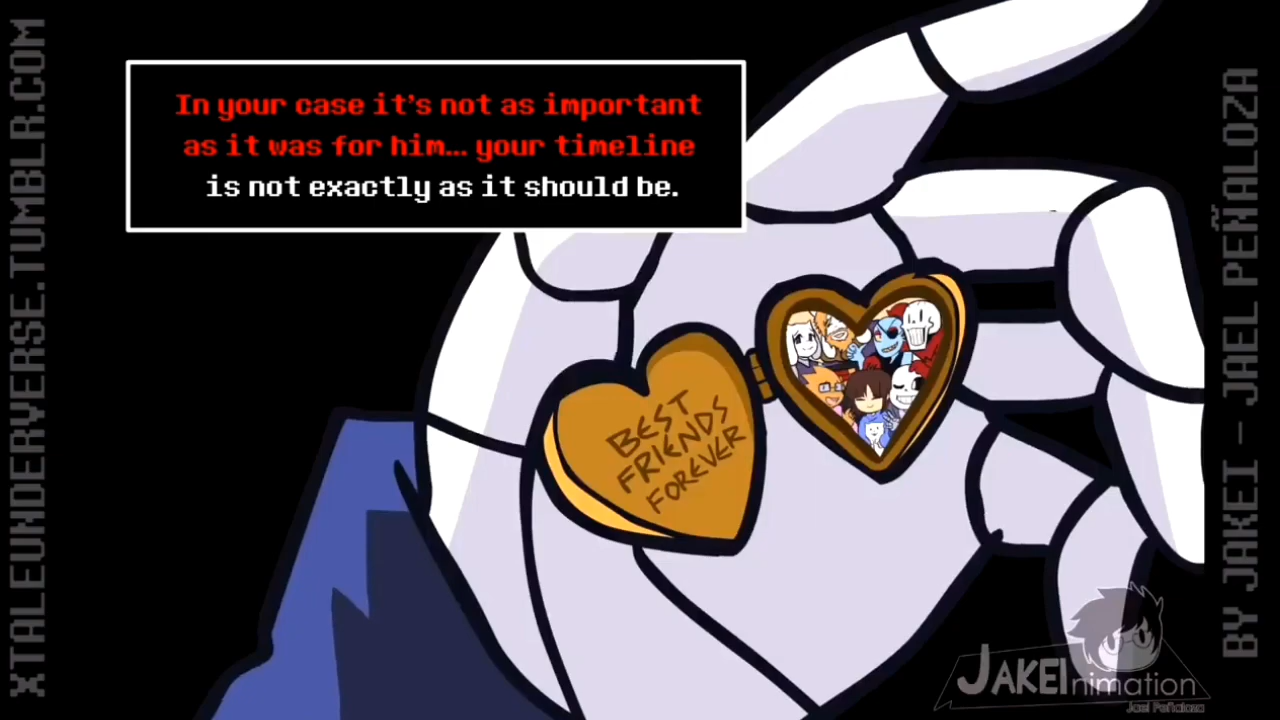 XTALEUNDERVERSE.TUMBLR.COM
In your case it's not as important
as it was for him... your timeline
is not exactly as it should be.
BEST
FRIENDS
FOREVER
BY JAKEI - JAEL PEÑALOZA
JAKEInimation
Jael Peñaloza